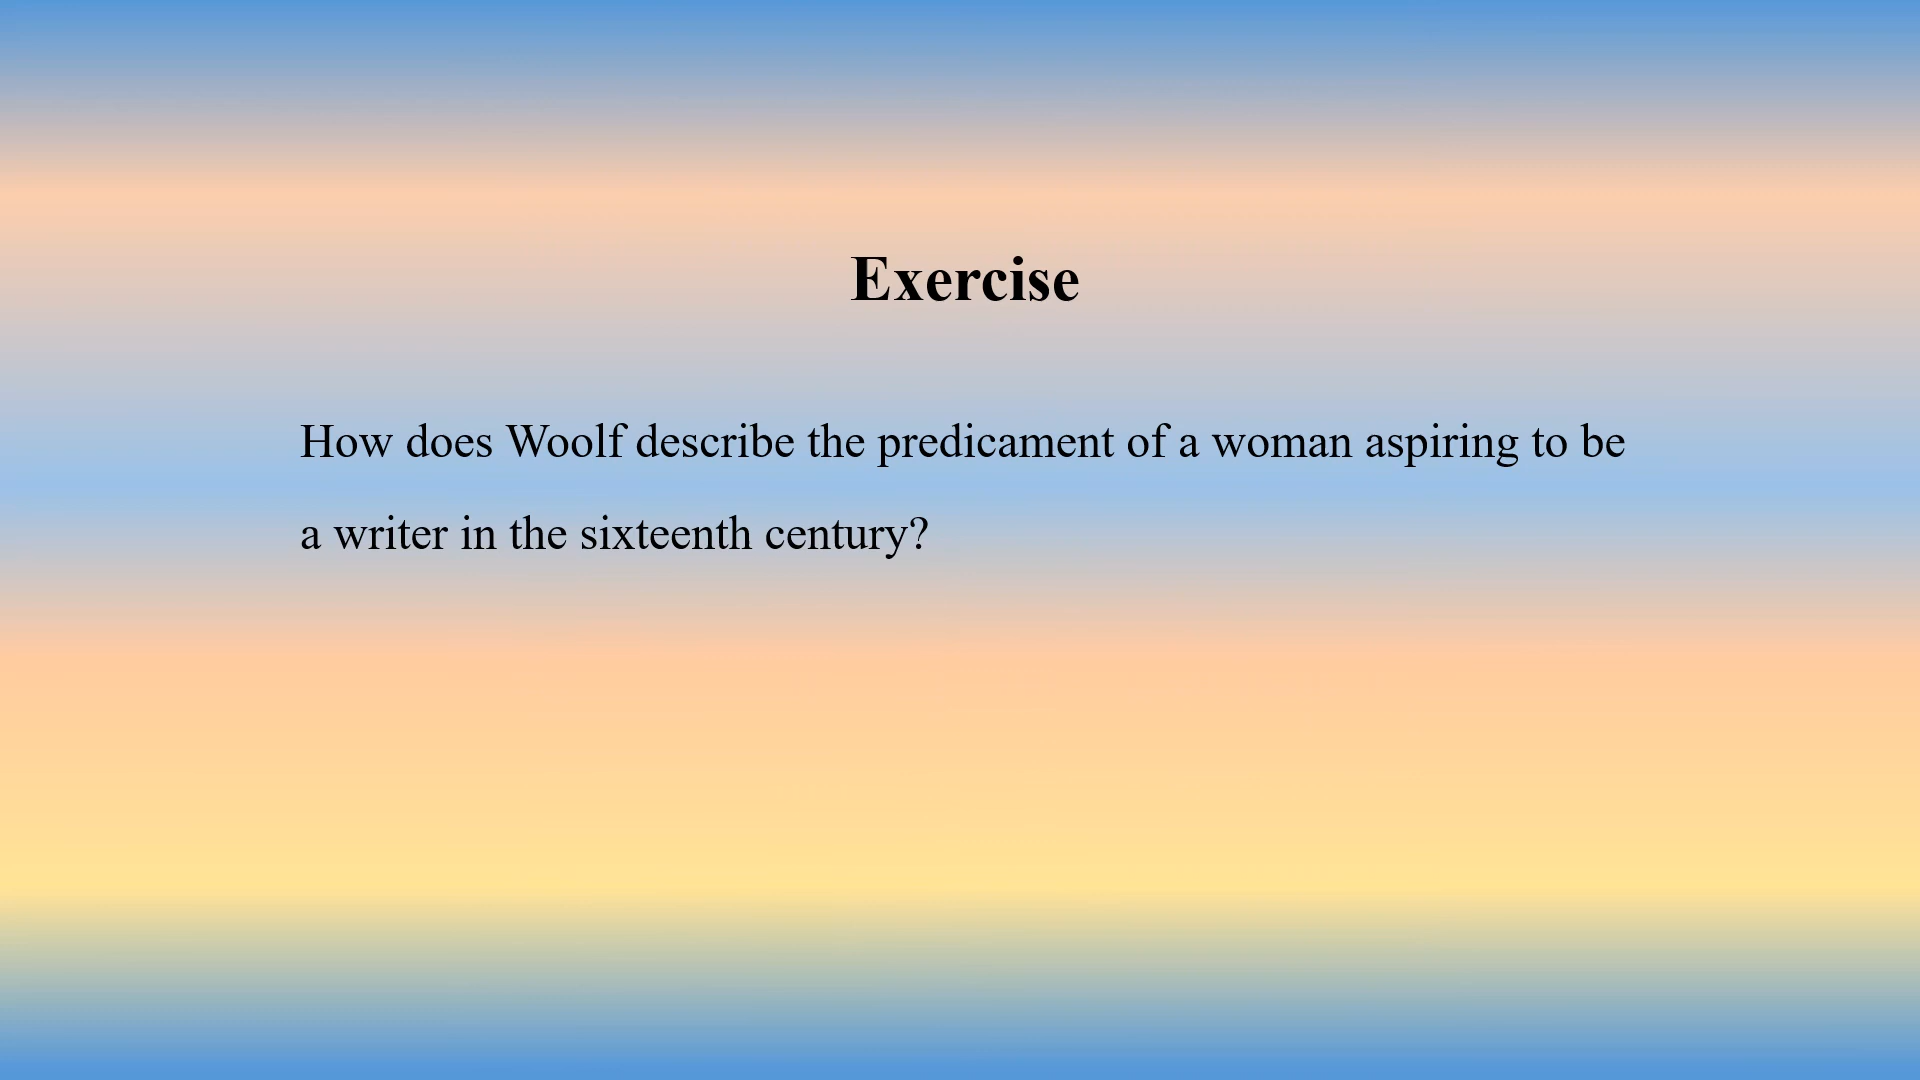 Exercise
How does Woolf describe the predicament of a woman aspiring to be
a writer in the sixteenth century?